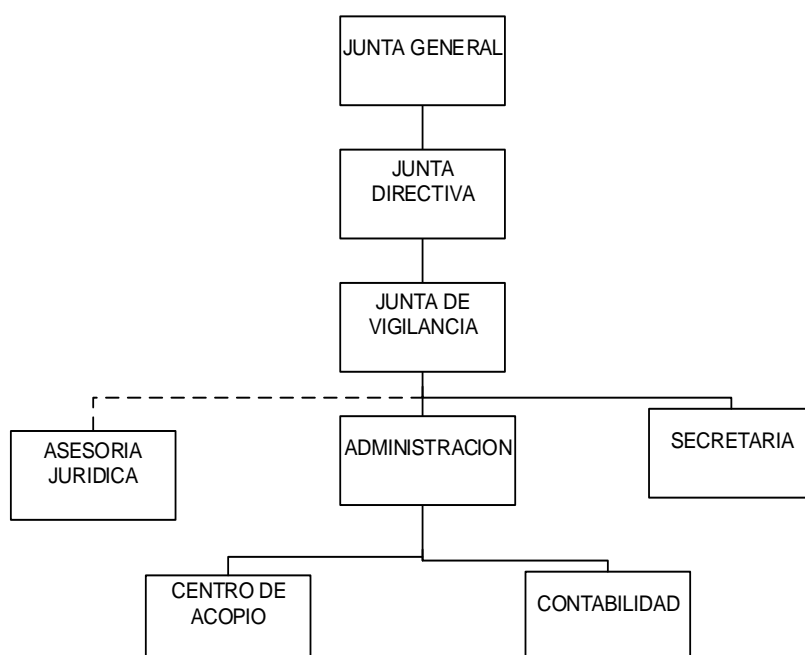 JUNTA GENERAL
JUNTA
DIRECTIVA
JUNTA DE
VIGILANCIA
ASESORIA
JURIDICA
ADMINISTRACION
SECRETARIA
CENTRO DE
ACOPIO
CONTABILIDAD